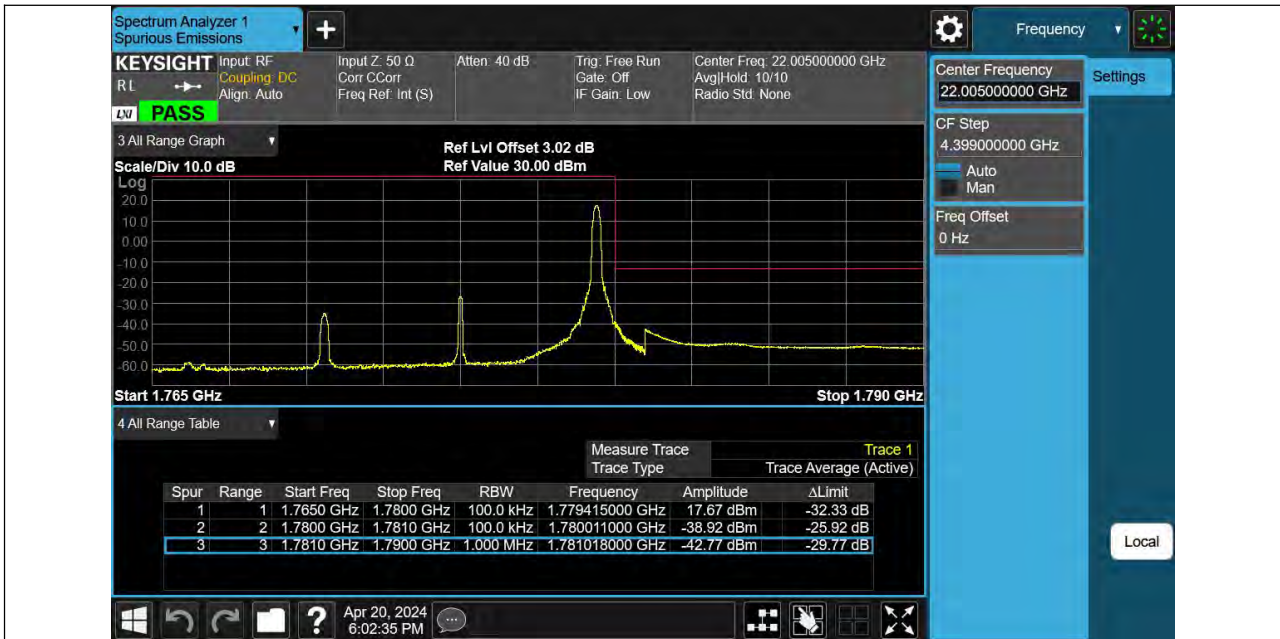 Spectrum Analyzer 1
Spurious Emissions
Frequency
KEYSIGHT
RL
LXI
PASS
Input: RF
Coupling: DC
Align: Auto
Input Z: 50 Ω
Corr CCorr
Freq Ref: Int (S)
Atten: 40 dB
Trig: Free Run
Gate: Off
IF Gain: Low
Center Freq: 22.005000000 GHz
Avg|Hold: 10/10
Radio Std: None
3 All Range Graph
Scale/Div 10.0 dB
Ref Lvl Offset 3.02 dB
Ref Value 30.00 dBm
Log
20.0
10.0
0.00
-10.0
-20.0
-30.0
-40.0
-50.0
-60.0
Start 1.765 GHz
Stop 1.790 GHz
4 All Range Table
Measure Trace Trace 1
Trace Type Trace Average (Active)
Spur Range Start Freq Stop Freq RBW Frequency Amplitude ΔLimit
1 1 1.7650 GHz 1.7800 GHz 100.0 kHz 1.779415000 GHz 17.67 dBm -32.33 dB
2 2 1.7800 GHz 1.7810 GHz 100.0 kHz 1.780011000 GHz -38.92 dBm -25.92 dB
3 3 1.7810 GHz 1.7900 GHz 1.000 MHz 1.781018000 GHz -42.77 dBm -29.77 dB
Center Frequency
22.005000000 GHz
CF Step
4.399000000 GHz
Auto
Man
Freq Offset
0 Hz
Settings
Local
Apr 20, 2024
6:02:35 PM